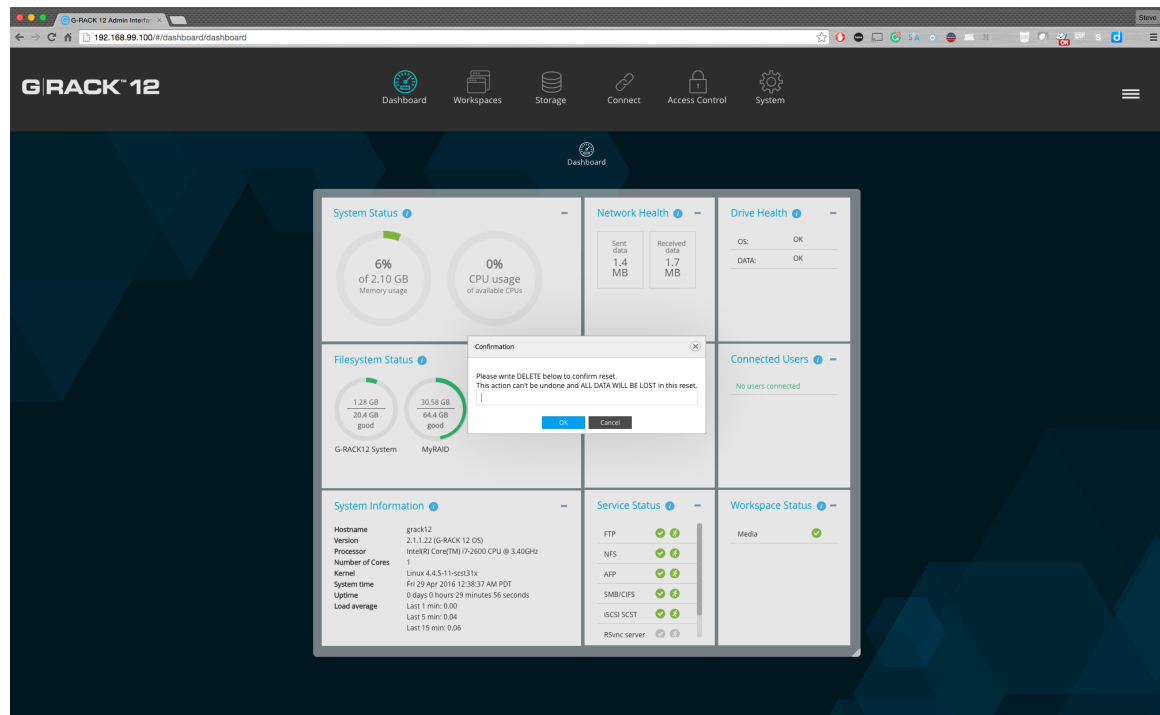 G-RACK 12 Admin Interfac
Steve
192.168.99.100/#/dashboard/dashboard
G|RACK™ 12
Dashboard
Workspaces
Storage
Connect
Access Control
System
Dashboard
System Status
6%
of 2.10 GB
Memory usage
0%
CPU usage
of available CPUs
Network Health
Sent
data
1.4
MB
Received
data
1.7
MB
Drive Health
OS: OK
DATA: OK
Filesystem Status
1.28 GB
20.4 GB
good
G-RACK12 System
30.58 GB
64.4 GB
good
MyRAID
Confirmation
Please write DELETE below to confirm reset.
This action can't be undone and ALL DATA WILL BE LOST in this reset.
OK
Cancel
Connected Users
No users connected
System Information
Hostname grack12
Version 2.1.1.22 (G-RACK 12 OS)
Processor Intel(R) Core(TM) i7-2600 CPU @ 3.40GHz
Number of Cores 1
Kernel Linux 4.4.5-11-scst31x
System time Fri 29 Apr 2016 12:38:37 AM PDT
Uptime 0 days 0 hours 29 minutes 56 seconds
Load average Last 1 min: 0.00
Last 5 min: 0.04
Last 15 min: 0.06
Service Status
FTP
NFS
AFP
SMB/CIFS
iSCSI SCST
RSync server
Workspace Status
Media